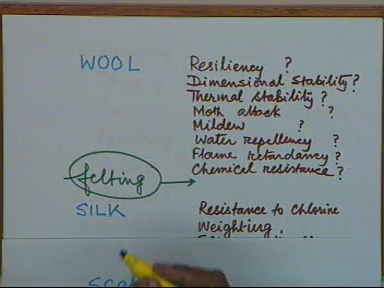 WOOL
Resiliency ?
Dimensional Stability ?
Thermal stability ?
Moth attack ?
Mildew ?
Water repellency ?
Flame retardancy ?
Chemical resistance ?
felting
SILK
Resistance to Chlorine
Weighting